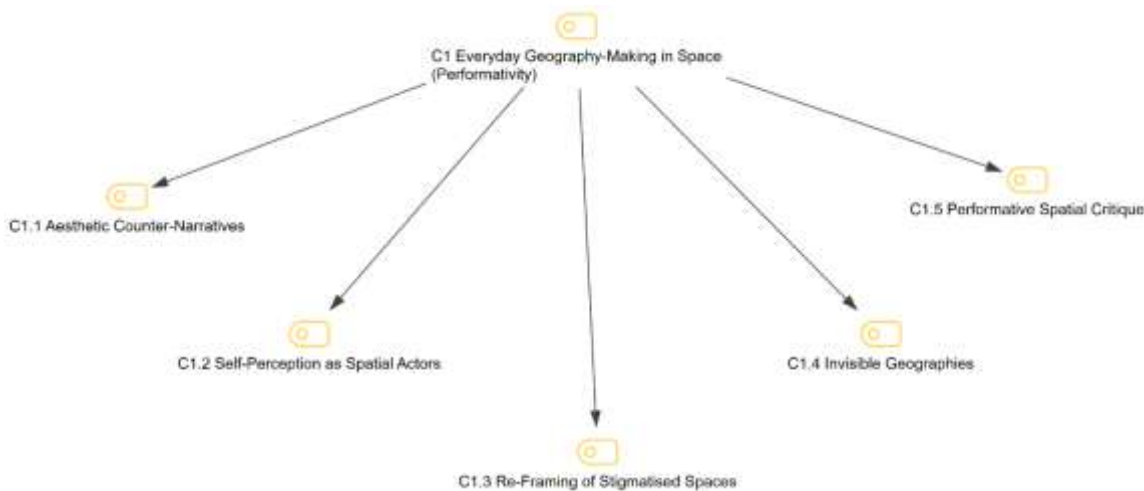 C1 Everyday Geography-Making in Space
(Performativity)
C1.1 Aesthetic Counter-Narratives
C1.5 Performative Spatial Critique
C1.2 Self-Perception as Spatial Actors
C1.4 Invisible Geographies
C1.3 Re-Framing of Stigmatised Spaces